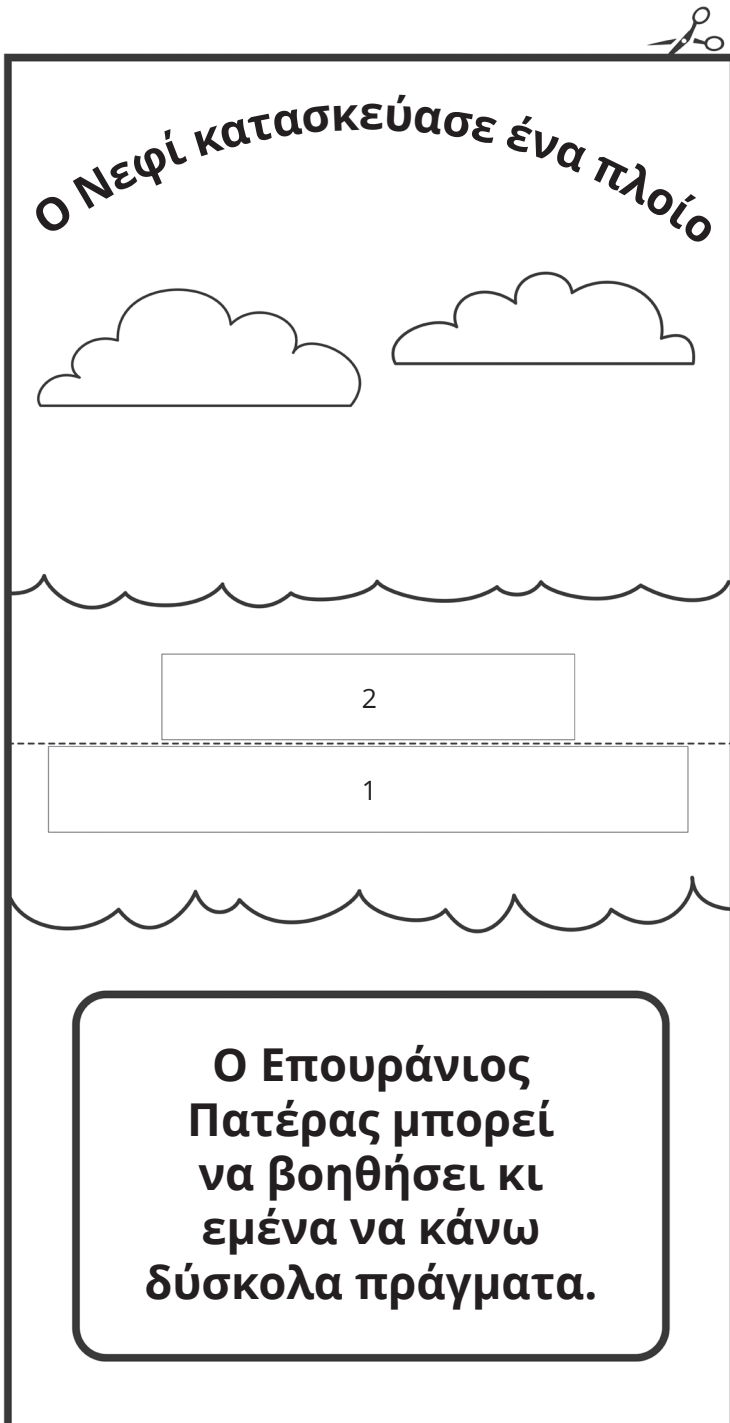 Ο Νεφί κατασκεύασε ένα πλοίο
2
1
Ο Επουράνιος
Πατέρας μπορεί
να βοηθήσει κι
εμένα να κάνω
δύσκολα πράγματα.